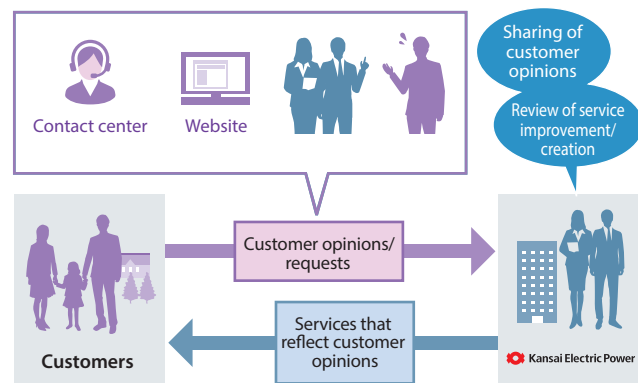 Sharing of
customer
opinions
Contact center
Website
Review of service
improvement/
creation
Customer opinions/
requests
Services that
reflect customer
opinions
Customers
Kansai Electric Power